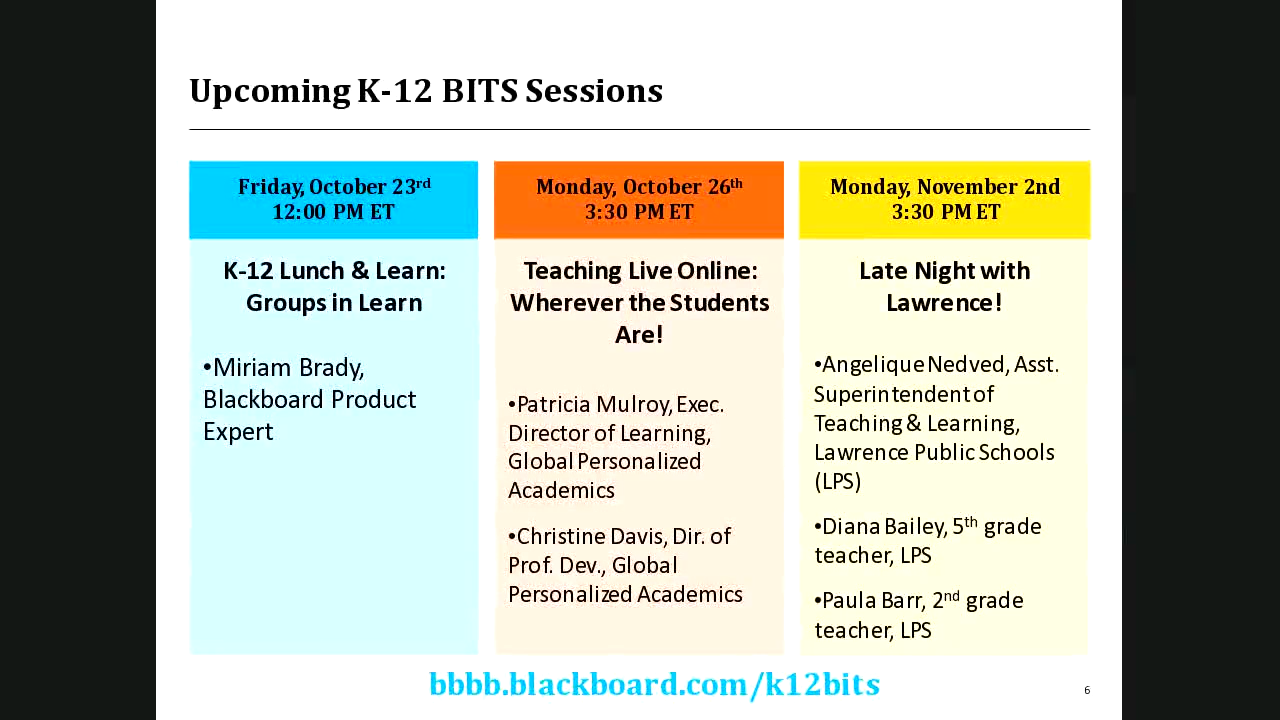 Upcoming K-12 BITS Sessions
Friday, October 23rd
12:00 PM ET
K-12 Lunch & Learn:
Groups in Learn
•Miriam Brady,
Blackboard Product
Expert
Monday, October 26th
3:30 PM ET
Teaching Live Online:
Wherever the Students
Are!
•Patricia Mulroy, Exec.
Director of Learning,
Global Personalized
Academics
•Christine Davis, Dir. of
Prof. Dev., Global
Personalized Academics
Monday, November 2nd
3:30 PM ET
Late Night with
Lawrence!
•Angelique Nedved, Asst.
Superintendent of
Teaching & Learning,
Lawrence Public Schools
(LPS)
•Diana Bailey, 5th grade
teacher, LPS
•Paula Barr, 2nd grade
teacher, LPS
bbbb.blackboard.com/k12bits
6